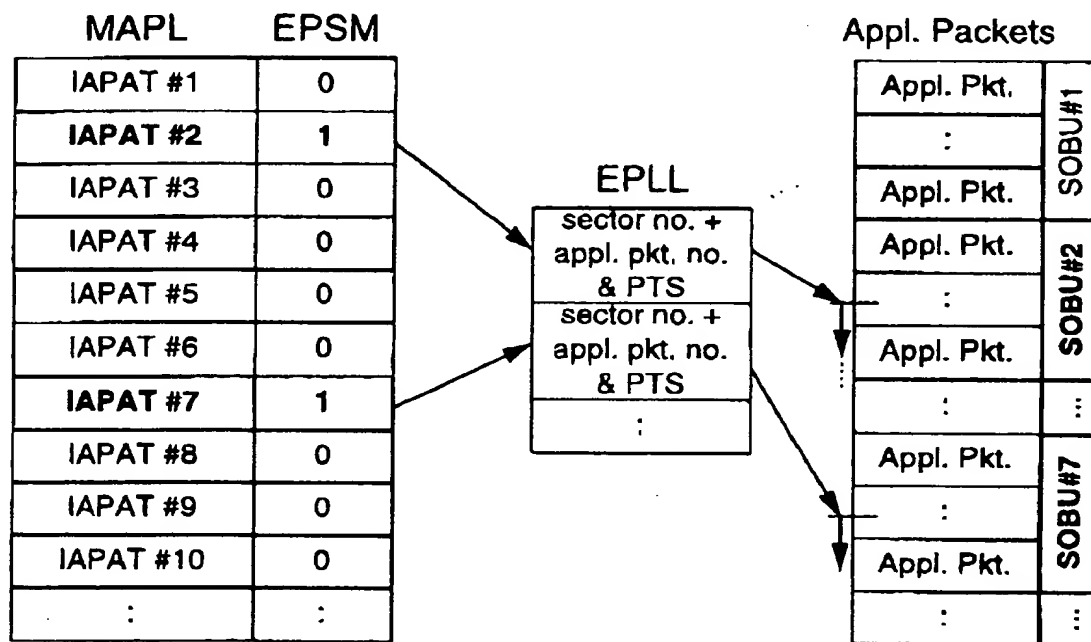 MAPL EPSM
IAPAT #1 0
IAPAT #2 1
IAPAT #3 0
IAPAT #4 0
IAPAT #5 0
IAPAT #6 0
IAPAT #7 1
IAPAT #8 0
IAPAT #9 0
IAPAT #10 0
: :
EPLL
sector no. +
appl. pkt. no.
& PTS
sector no. +
appl. pkt. no.
& PTS
:
Appl. Packets
Appl. Pkt.
:
Appl. Pkt.
SOBU#1
Appl. Pkt.
:
Appl. Pkt.
SOBU#2
: ...
Appl. Pkt.
:
Appl. Pkt.
SOBU#7
: ...